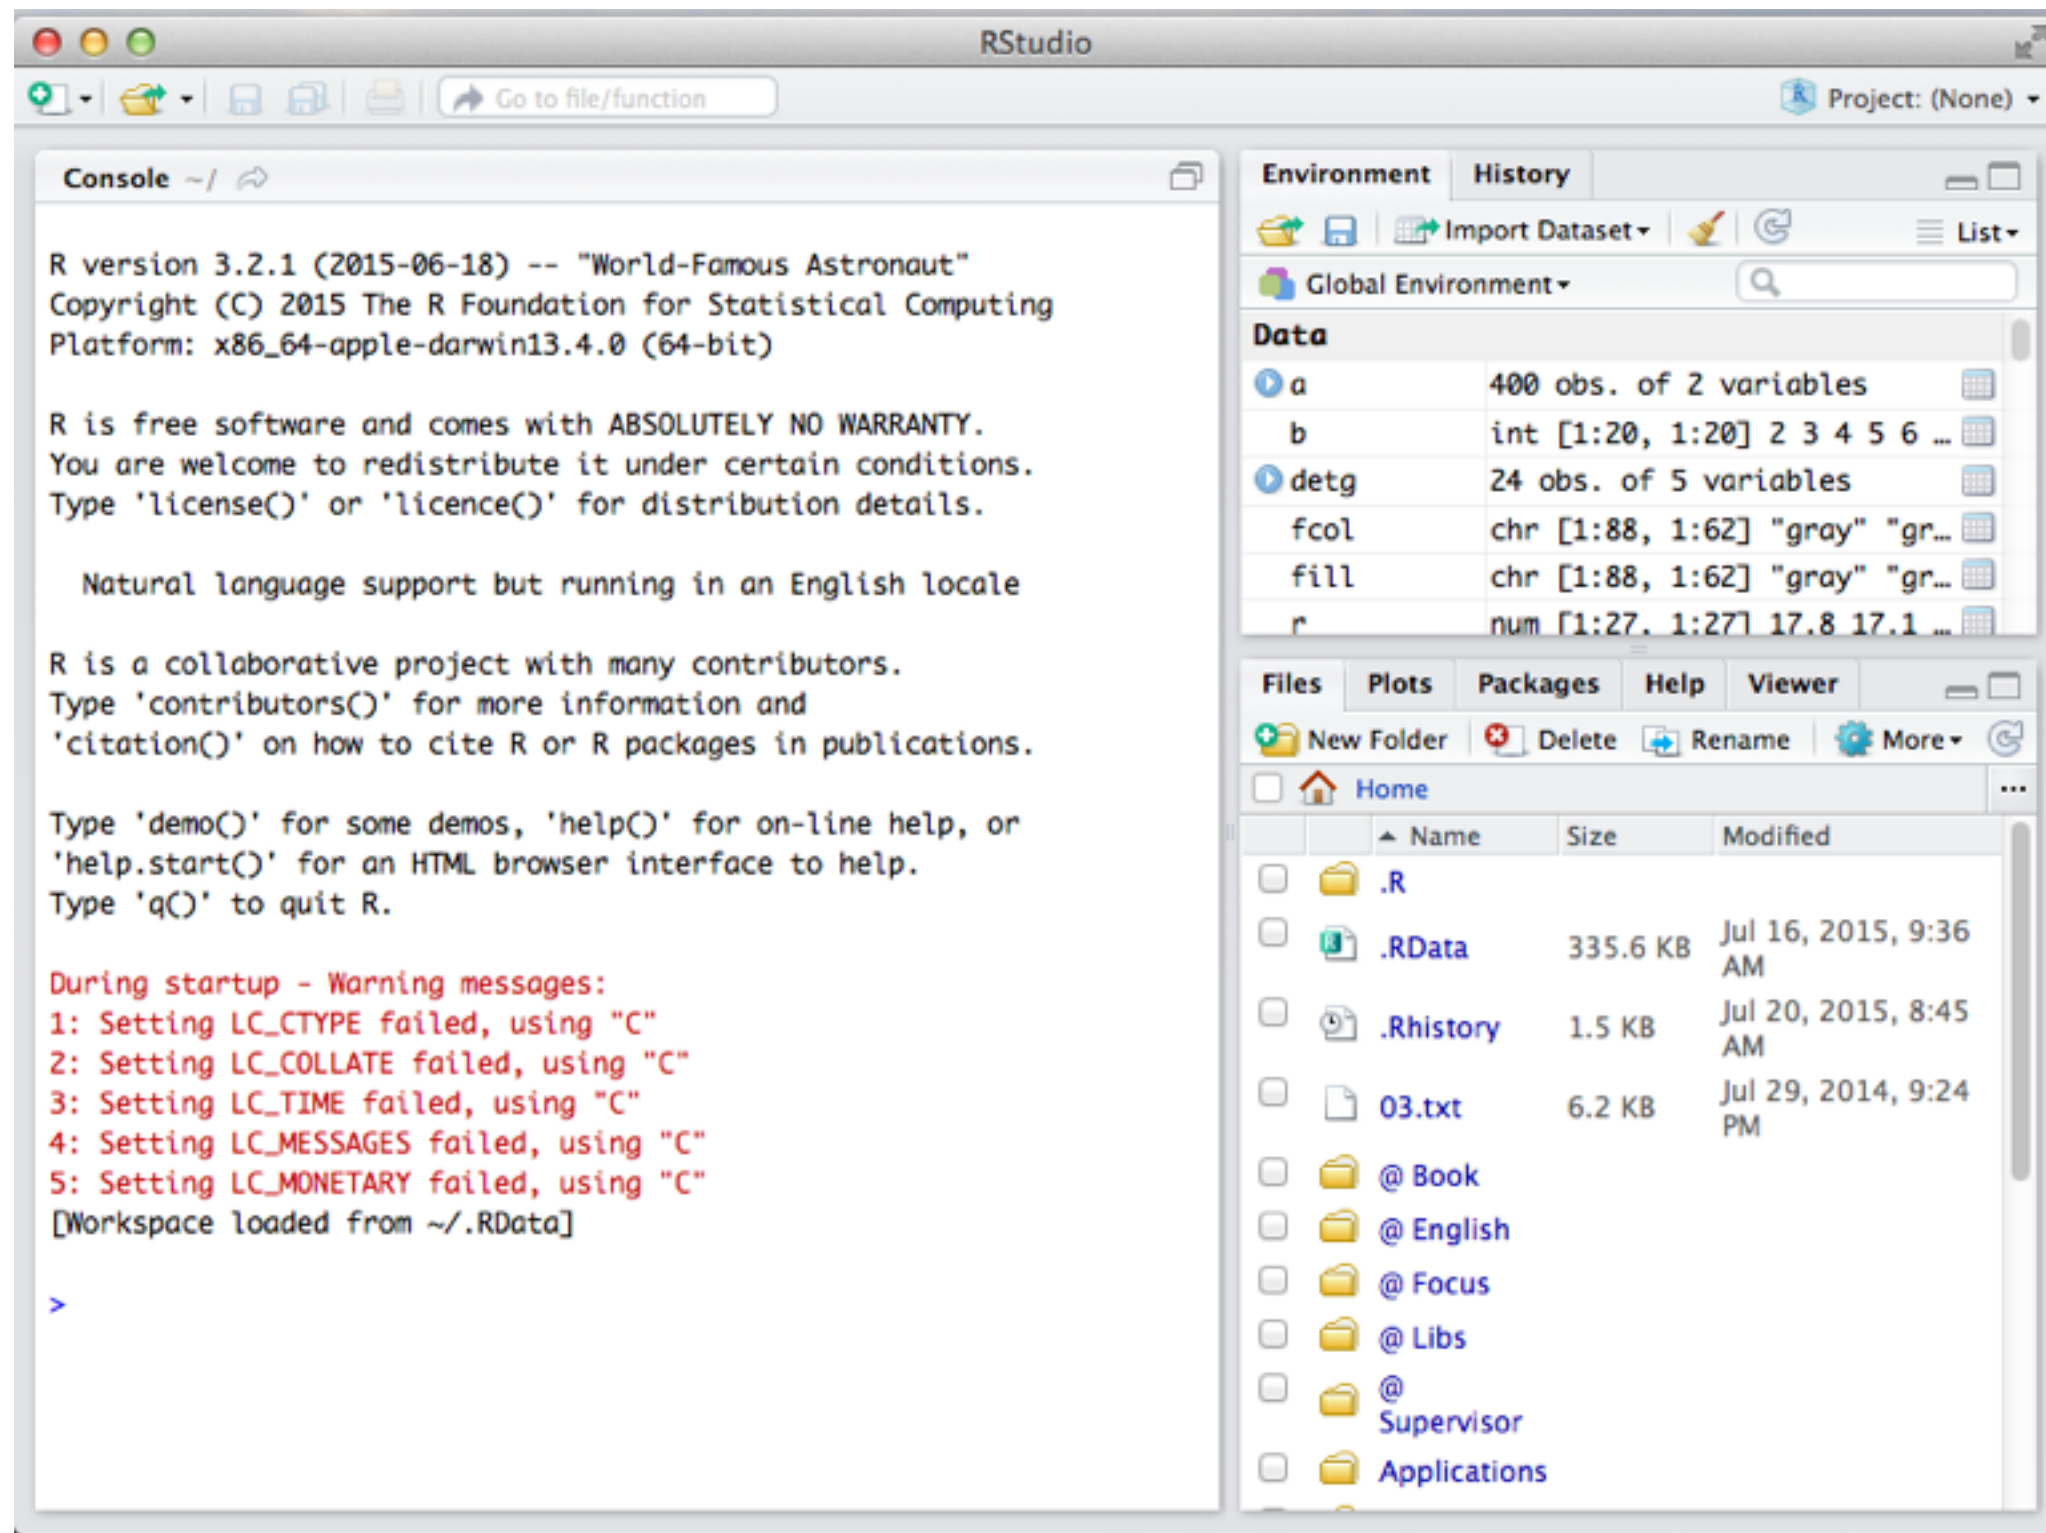 RStudio
Go to file/function
Project: (None)
Console ~/
R version 3.2.1 (2015-06-18) -- "World-Famous Astronaut"
Copyright (C) 2015 The R Foundation for Statistical Computing
Platform: x86_64-apple-darwin13.4.0 (64-bit)
R is free software and comes with ABSOLUTELY NO WARRANTY.
You are welcome to redistribute it under certain conditions.
Type 'license()' or 'licence()' for distribution details.
Natural language support but running in an English locale
R is a collaborative project with many contributors.
Type 'contributors()' for more information and
'citation()' on how to cite R or R packages in publications.
Type 'demo()' for some demos, 'help()' for on-line help, or
'help.start()' for an HTML browser interface to help.
Type 'q()' to quit R.
During startup - Warning messages:
1: Setting LC_CTYPE failed, using "C"
2: Setting LC_COLLATE failed, using "C"
3: Setting LC_TIME failed, using "C"
4: Setting LC_MESSAGES failed, using "C"
5: Setting LC_MONETARY failed, using "C"
[Workspace loaded from ~/.RData]
>
Environment History
Import Dataset List
Global Environment
Data
a 400 obs. of 2 variables
b int [1:20, 1:20] 2 3 4 5 6 …
detg 24 obs. of 5 variables
fcol chr [1:88, 1:62] "gray" "gr…
fill chr [1:88, 1:62] "gray" "gr…
r num [1:27, 1:27] 17.8 17.1 …
Files Plots Packages Help Viewer
New Folder Delete Rename More
Home ...
Name Size Modified
.R
.RData 335.6 KB Jul 16, 2015, 9:36
AM
.Rhistory 1.5 KB Jul 20, 2015, 8:45
AM
03.txt 6.2 KB Jul 29, 2014, 9:24
PM
@ Book
@ English
@ Focus
@ Libs
@
Supervisor
Applications